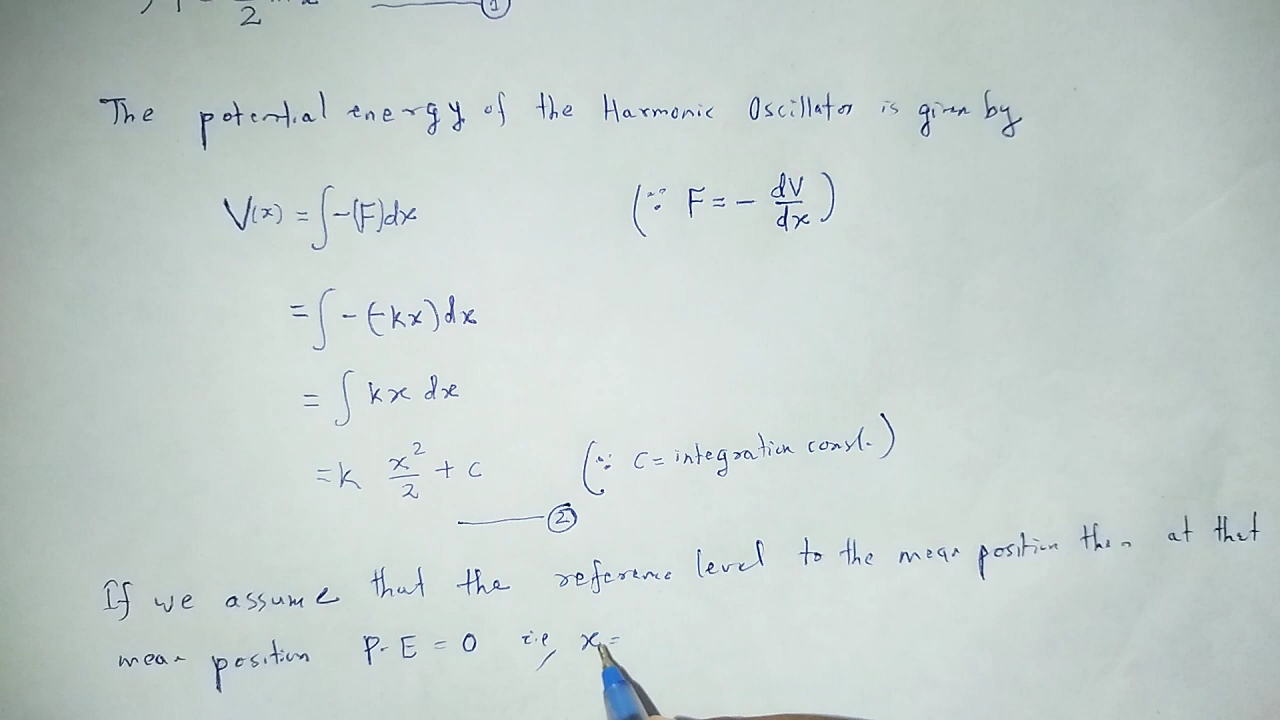 2 ①
The potential energy of the Harmonic Oscillator is given by
V(x) = ∫-(F)dx (∵ F = - dV/dx)
= ∫ - (-kx)dx
= ∫ kx dx
= k x²/2 + c (∵ c = integration const.)
②
If we assume that the reference level to the mean position then at that
mean position P.E = 0 i.e, x =